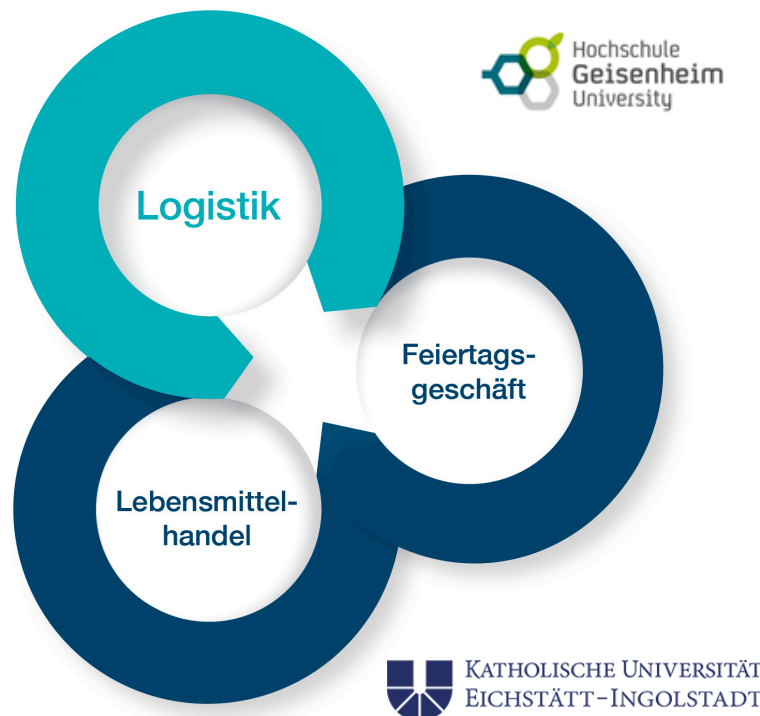 Hochschule
Geisenheim
University
Logistik
Feiertags-
geschäft
Lebensmittel-
handel
KATHOLISCHE UNIVERSITÄT
EICHSTÄTT-INGOLSTADT